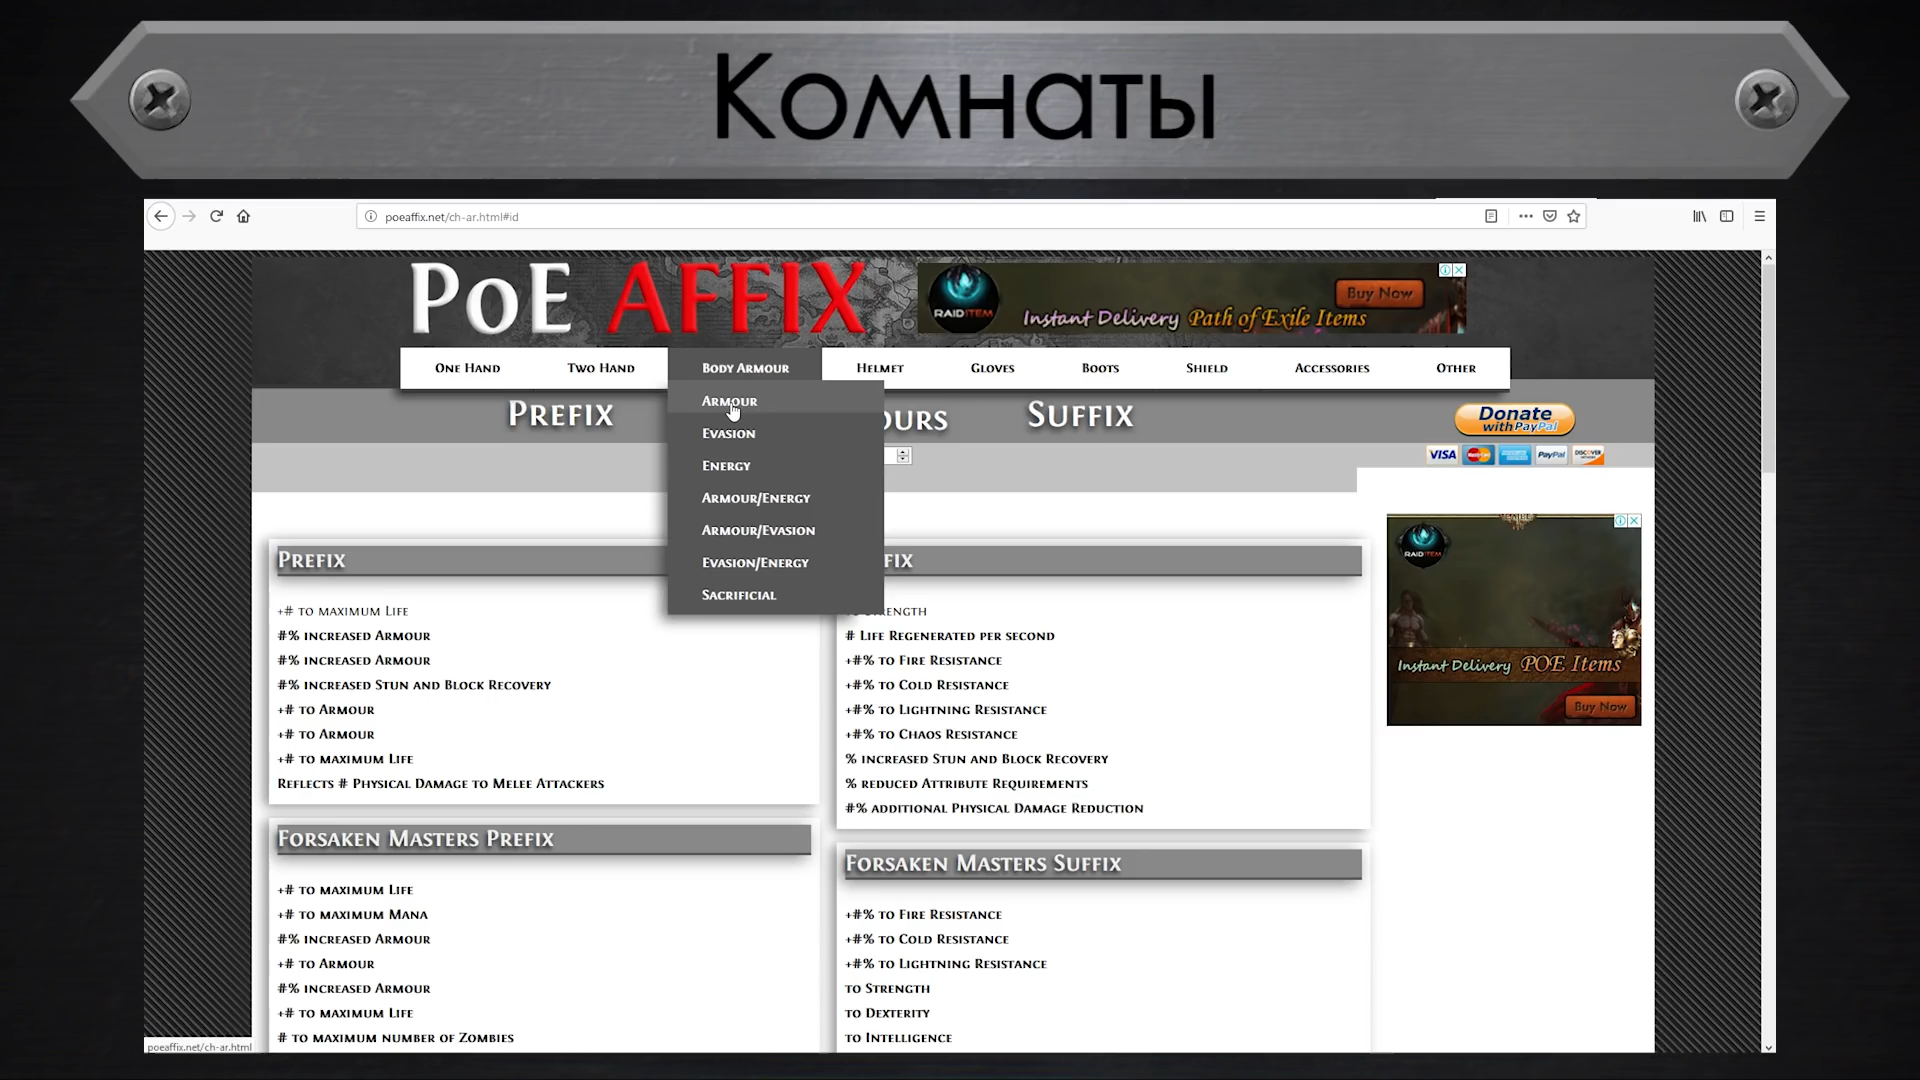 Комнаты
poeaffix.net/ch-ar.html#id
PoE AFFIX
RAIDITEM
Instant Delivery Path of Exile Items
Buy Now
One Hand
Two Hand
Body Armour
Helmet
Gloves
Boots
Shield
Accessories
Other
Armour
Evasion
Energy
Armour/Energy
Armour/Evasion
Evasion/Energy
Sacrificial
Prefix
ours
Suffix
Donate
with PayPal
VISA
MasterCard
PayPal
DISCOVER
Prefix
+# to maximum Life
#% increased Armour
#% increased Armour
#% increased Stun and Block Recovery
+# to Armour
+# to Armour
+# to maximum Life
Reflects # Physical Damage to Melee Attackers
Forsaken Masters Prefix
+# to maximum Life
+# to maximum Mana
#% increased Armour
+# to Armour
#% increased Armour
+# to maximum Life
# to maximum number of Zombies
fix
to Strength
# Life Regenerated per second
+#% to Fire Resistance
+#% to Cold Resistance
+#% to Lightning Resistance
+#% to Chaos Resistance
% increased Stun and Block Recovery
% reduced Attribute Requirements
#% additional Physical Damage Reduction
Forsaken Masters Suffix
+#% to Fire Resistance
+#% to Cold Resistance
+#% to Lightning Resistance
to Strength
to Dexterity
to Intelligence
RAIDITEM
Instant Delivery POE Items
Buy Now
poeaffix.net/ch-ar.html